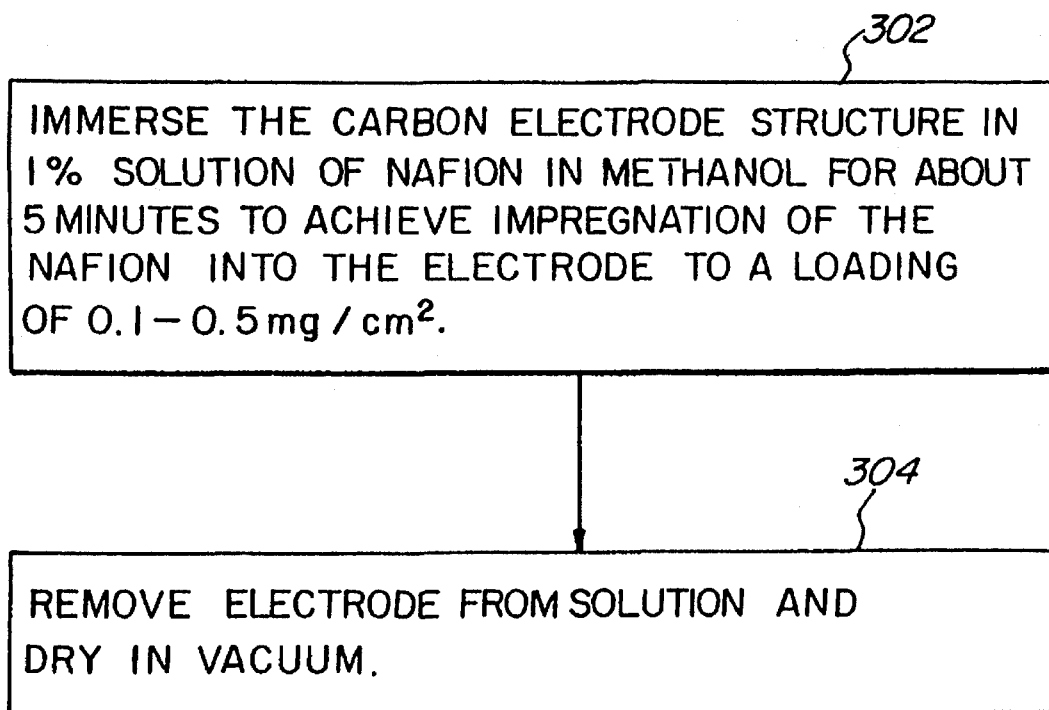 302
IMMERSE THE CARBON ELECTRODE STRUCTURE IN
1% SOLUTION OF NAFION IN METHANOL FOR ABOUT
5 MINUTES TO ACHIEVE IMPREGNATION OF THE
NAFION INTO THE ELECTRODE TO A LOADING
OF 0.1-0.5 mg/cm².
304
REMOVE ELECTRODE FROM SOLUTION AND
DRY IN VACUUM.